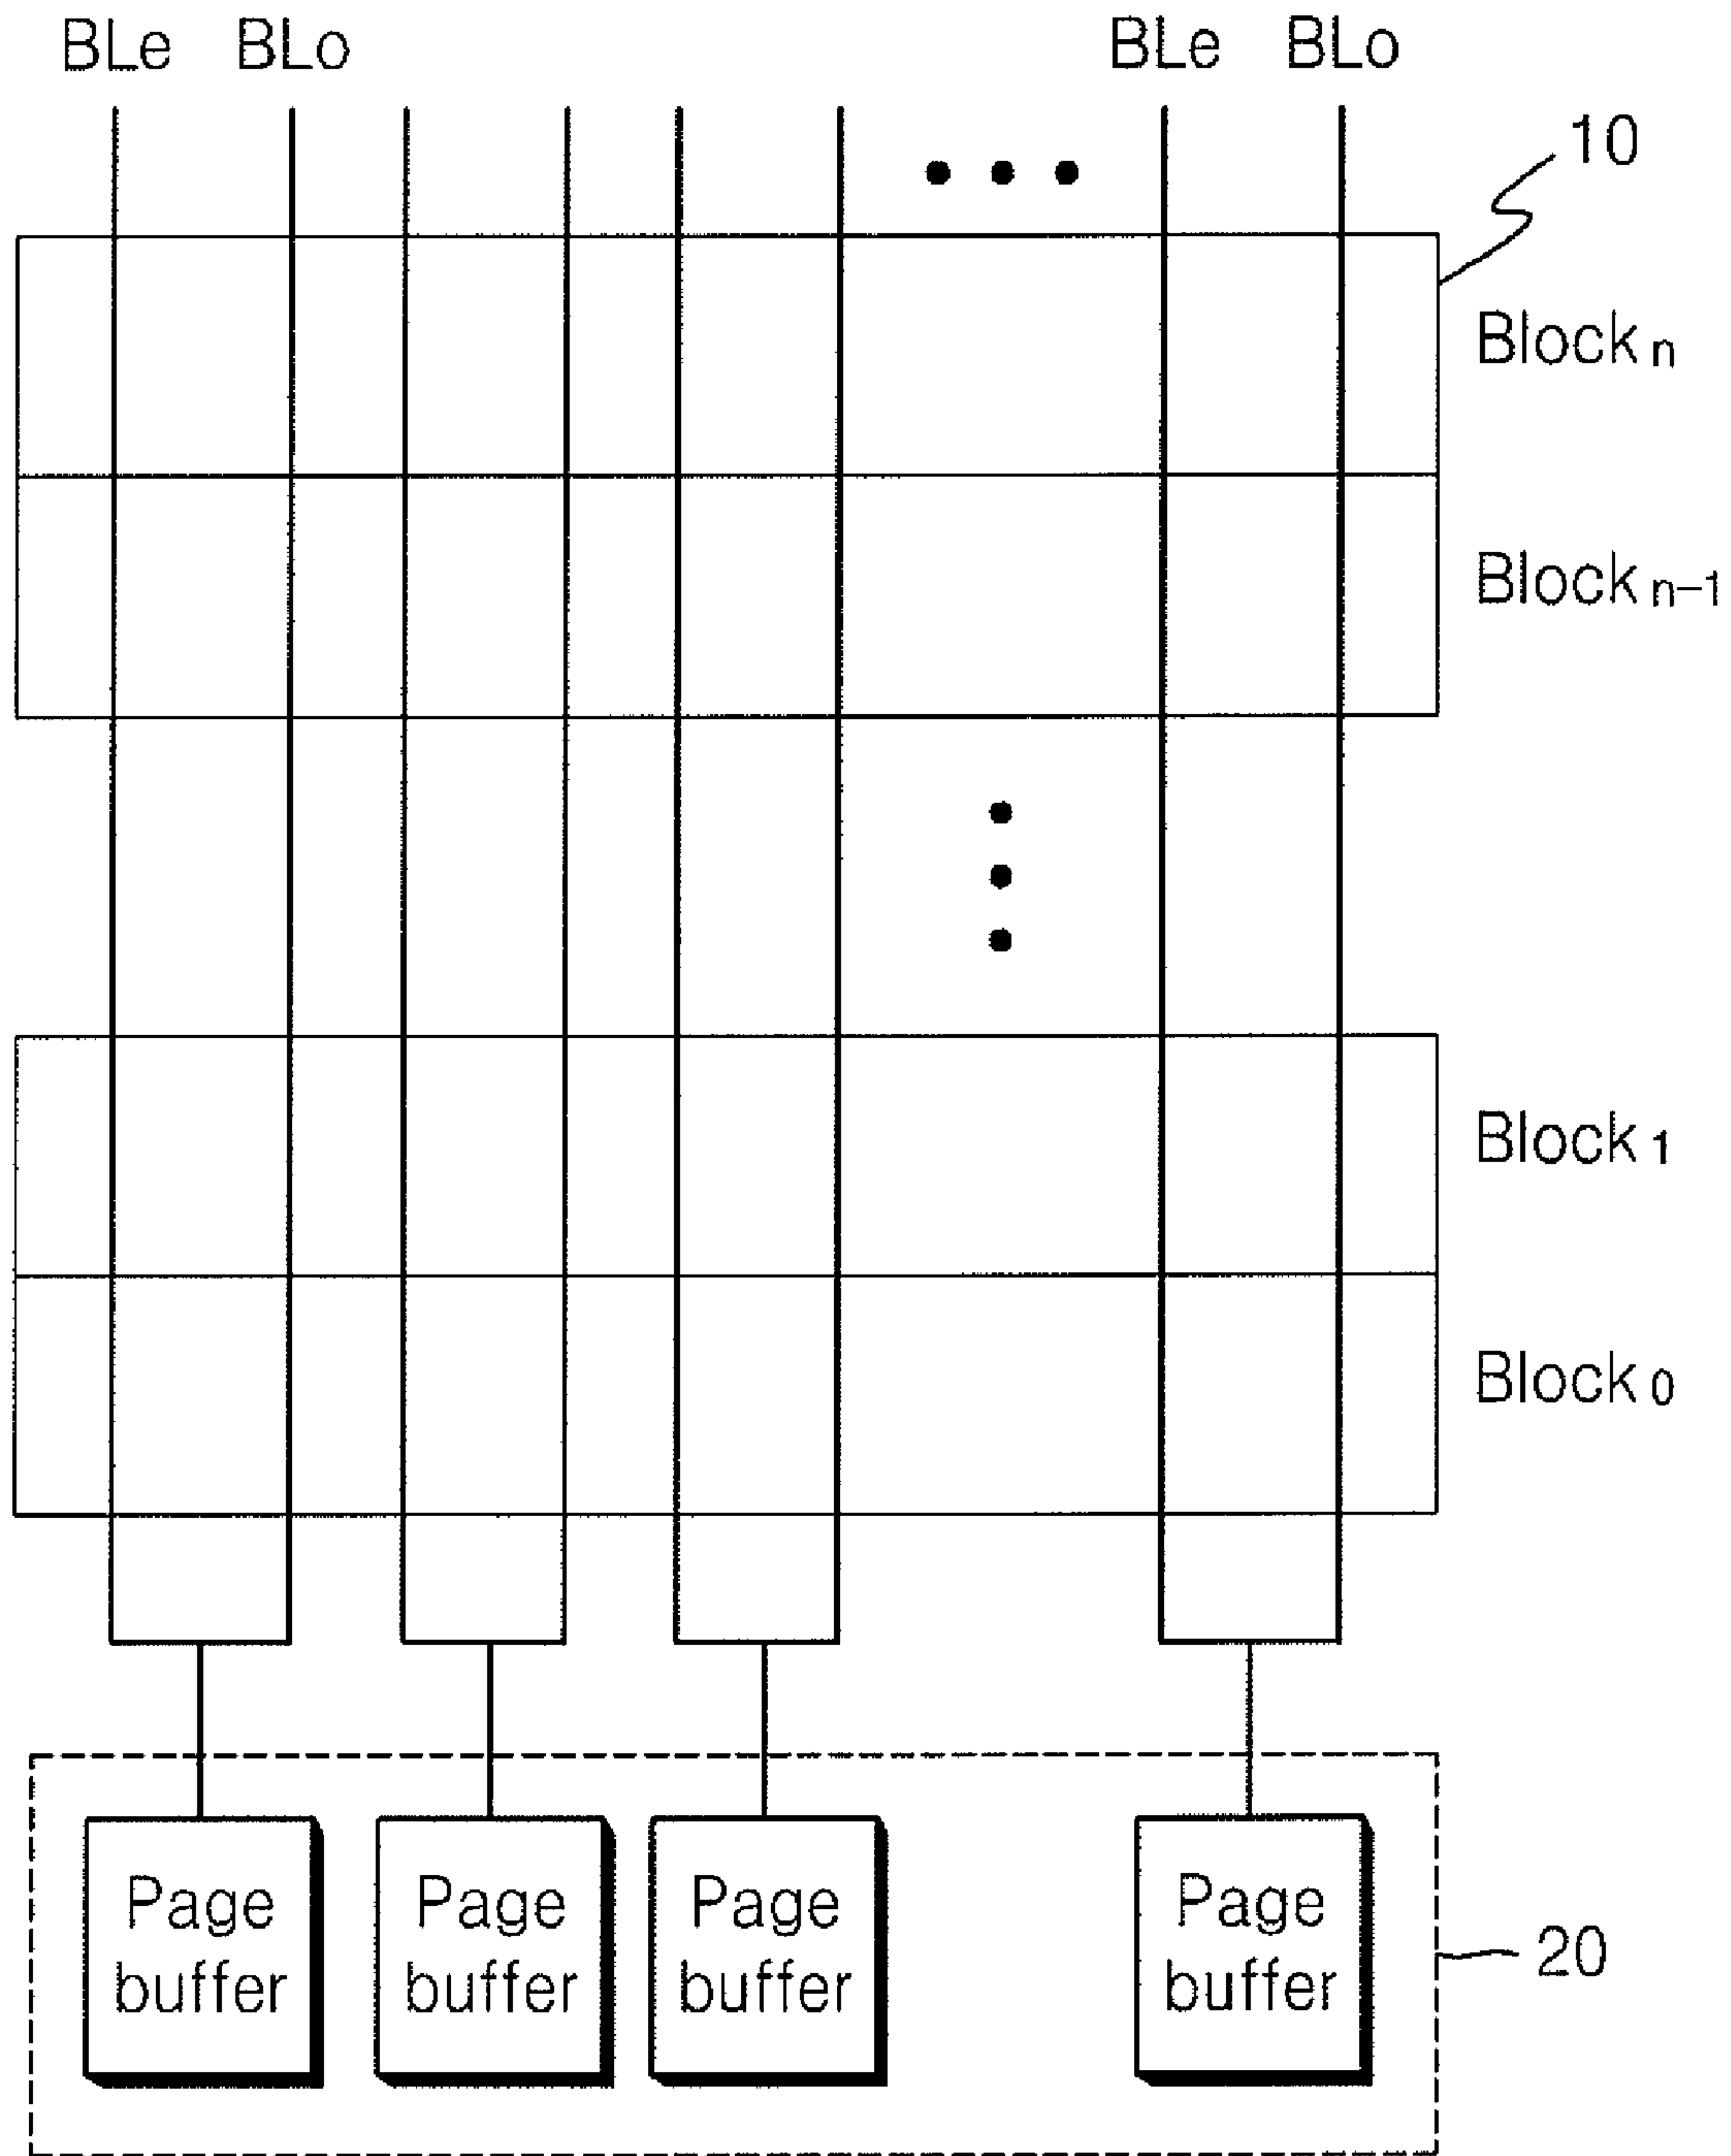 BLe BLo BLe BLo
10
Block n
Block n-1
Block 1
Block 0
Page Page Page Page
buffer buffer buffer buffer
20